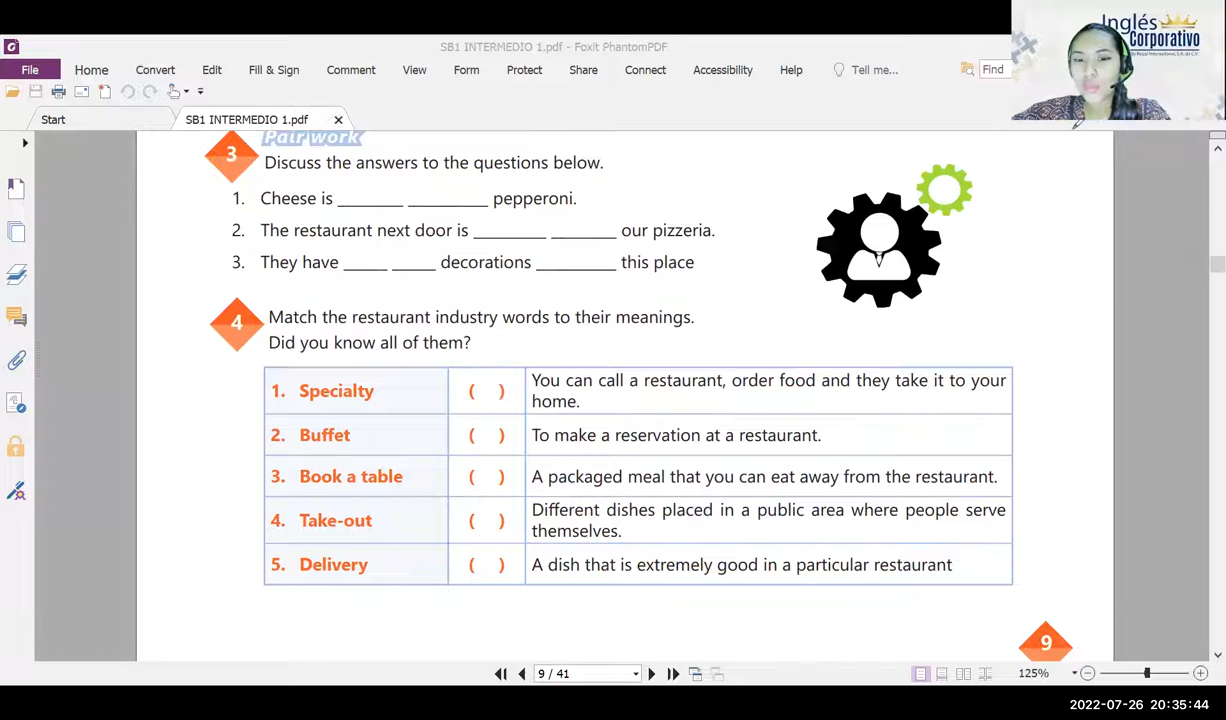 SB1 INTERMEDIO 1.pdf - Foxit PhantomPDF
Inglés
Corporativo
File Home Convert Edit Fill & Sign Comment View Form Protect Share Connect Accessibility Help Tell me... Find
Start SB1 INTERMEDIO 1.pdf
Pair work
3 Discuss the answers to the questions below.
1. Cheese is ________ __________ pepperoni.
2. The restaurant next door is _________ ________ our pizzeria.
3. They have _____ _____ decorations __________ this place
4 Match the restaurant industry words to their meanings.
Did you know all of them?
1. Specialty ( ) You can call a restaurant, order food and they take it to your
home.
2. Buffet ( ) To make a reservation at a restaurant.
3. Book a table ( ) A packaged meal that you can eat away from the restaurant.
4. Take-out ( ) Different dishes placed in a public area where people serve
themselves.
5. Delivery ( ) A dish that is extremely good in a particular restaurant
9
9 / 41
125%
2022-07-26 20:35:44